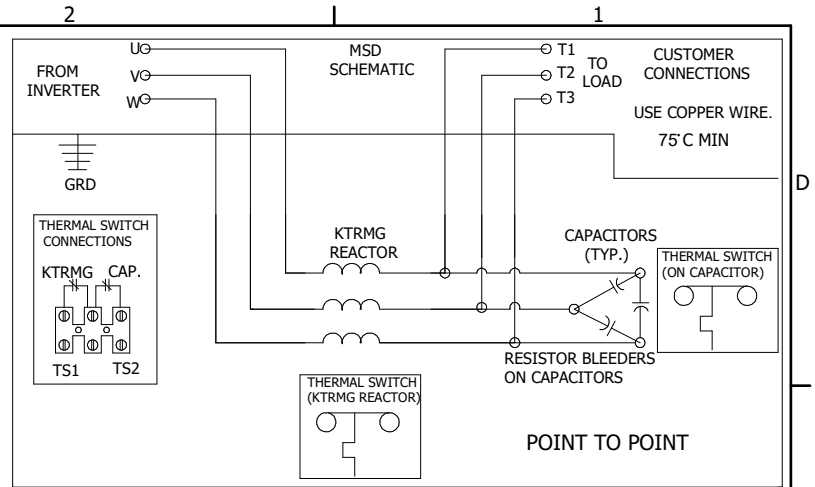 2
1
FROM
INVERTER
U
V
W
MSD
SCHEMATIC
T1
T2
T3
TO
LOAD
CUSTOMER
CONNECTIONS
USE COPPER WIRE.
75°C MIN
D
GRD
THERMAL SWITCH
CONNECTIONS
KTRMG CAP.
TS1 TS2
KTRMG
REACTOR
CAPACITORS
(TYP.)
THERMAL SWITCH
(ON CAPACITOR)
RESISTOR BLEEDERS
ON CAPACITORS
THERMAL SWITCH
(KTRMG REACTOR)
POINT TO POINT